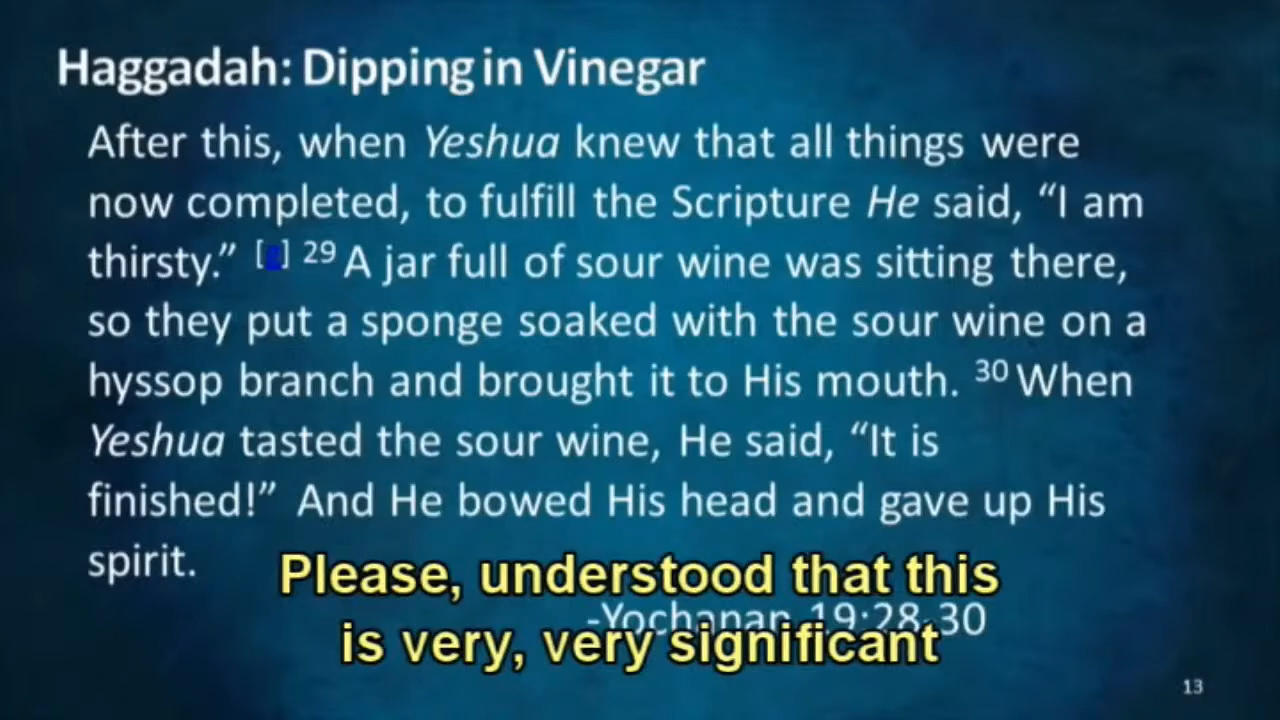 Haggadah: Dipping in Vinegar
After this, when Yeshua knew that all things were
now completed, to fulfill the Scripture He said, “I am
thirsty.” [a] 29 A jar full of sour wine was sitting there,
so they put a sponge soaked with the sour wine on a
hyssop branch and brought it to His mouth. 30 When
Yeshua tasted the sour wine, He said, “It is
finished!” And He bowed His head and gave up His
spirit.
Please, understood that this
-Yochanan 19:28-30
is very, very significant
13